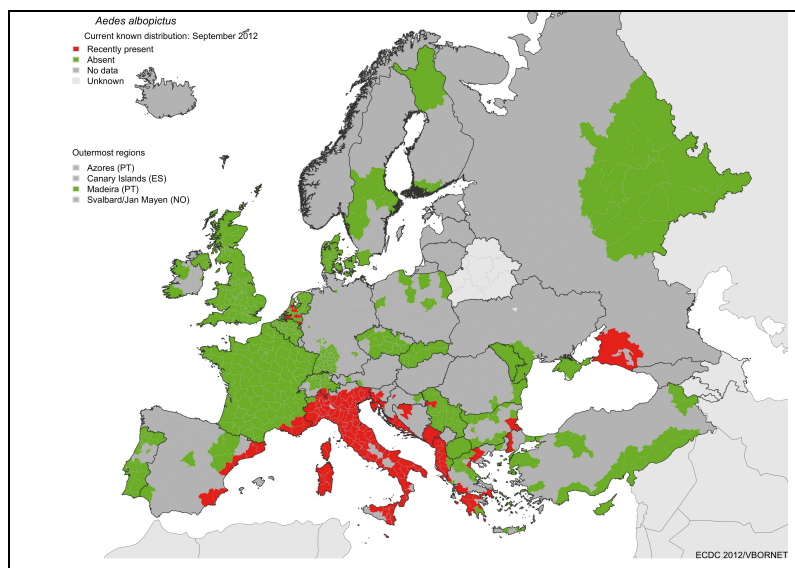 Aedes albopictus
Current known distribution: September 2012
Recently present
Absent
No data
Unknown
Outermost regions
Azores (PT)
Canary Islands (ES)
Madeira (PT)
Svalbard/Jan Mayen (NO)
ECDC 2012/VBORNET